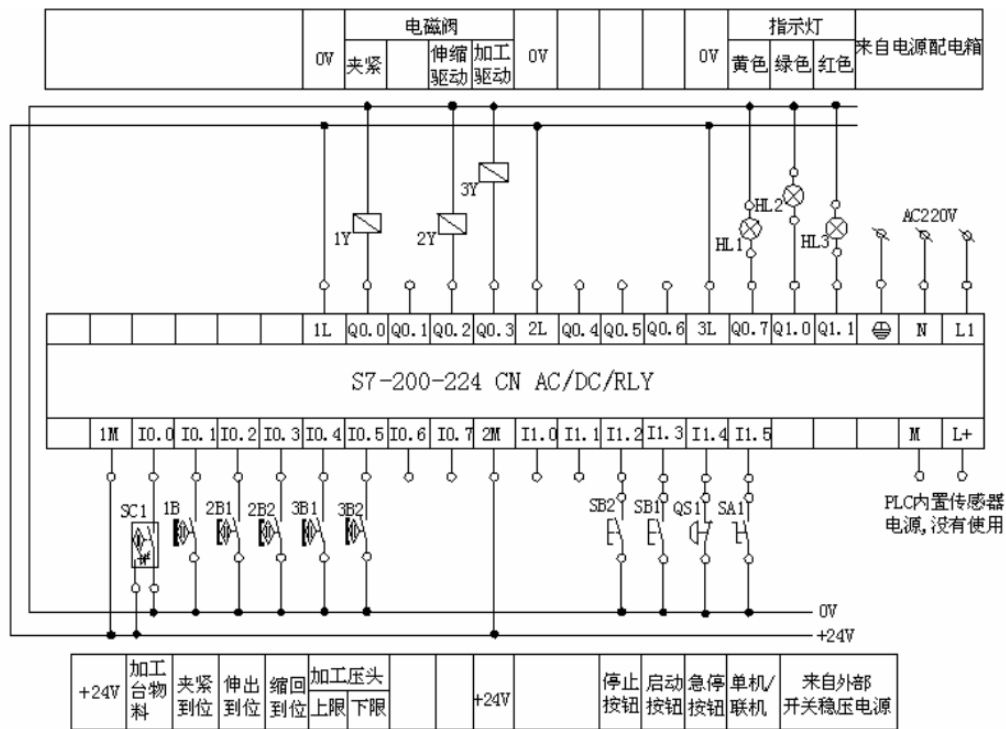 电磁阀
指示灯
0V
夹紧
伸缩
驱动
加工
驱动
0V
0V
黄色
绿色
红色
来自电源配电箱
3Y
1Y
2Y
HL2
HL1
HL3
AC220V
1L
Q0.0
Q0.1
Q0.2
Q0.3
2L
Q0.4
Q0.5
Q0.6
3L
Q0.7
Q1.0
Q1.1
N
L1
S7-200-224 CN AC/DC/RLY
1M
I0.0
I0.1
I0.2
I0.3
I0.4
I0.5
I0.6
I0.7
2M
I1.0
I1.1
I1.2
I1.3
I1.4
I1.5
M
L+
SC1
1B
2B1
2B2
3B1
3B2
SB2
SB1
QS1
SA1
PLC内置传感器
电源,没有使用
0V
+24V
+24V
加工
台物
料
夹紧
到位
伸出
到位
缩回
到位
加工压头
上限
下限
+24V
停止
按钮
启动
按钮
急停
按钮
单机/
联机
来自外部
开关稳压电源